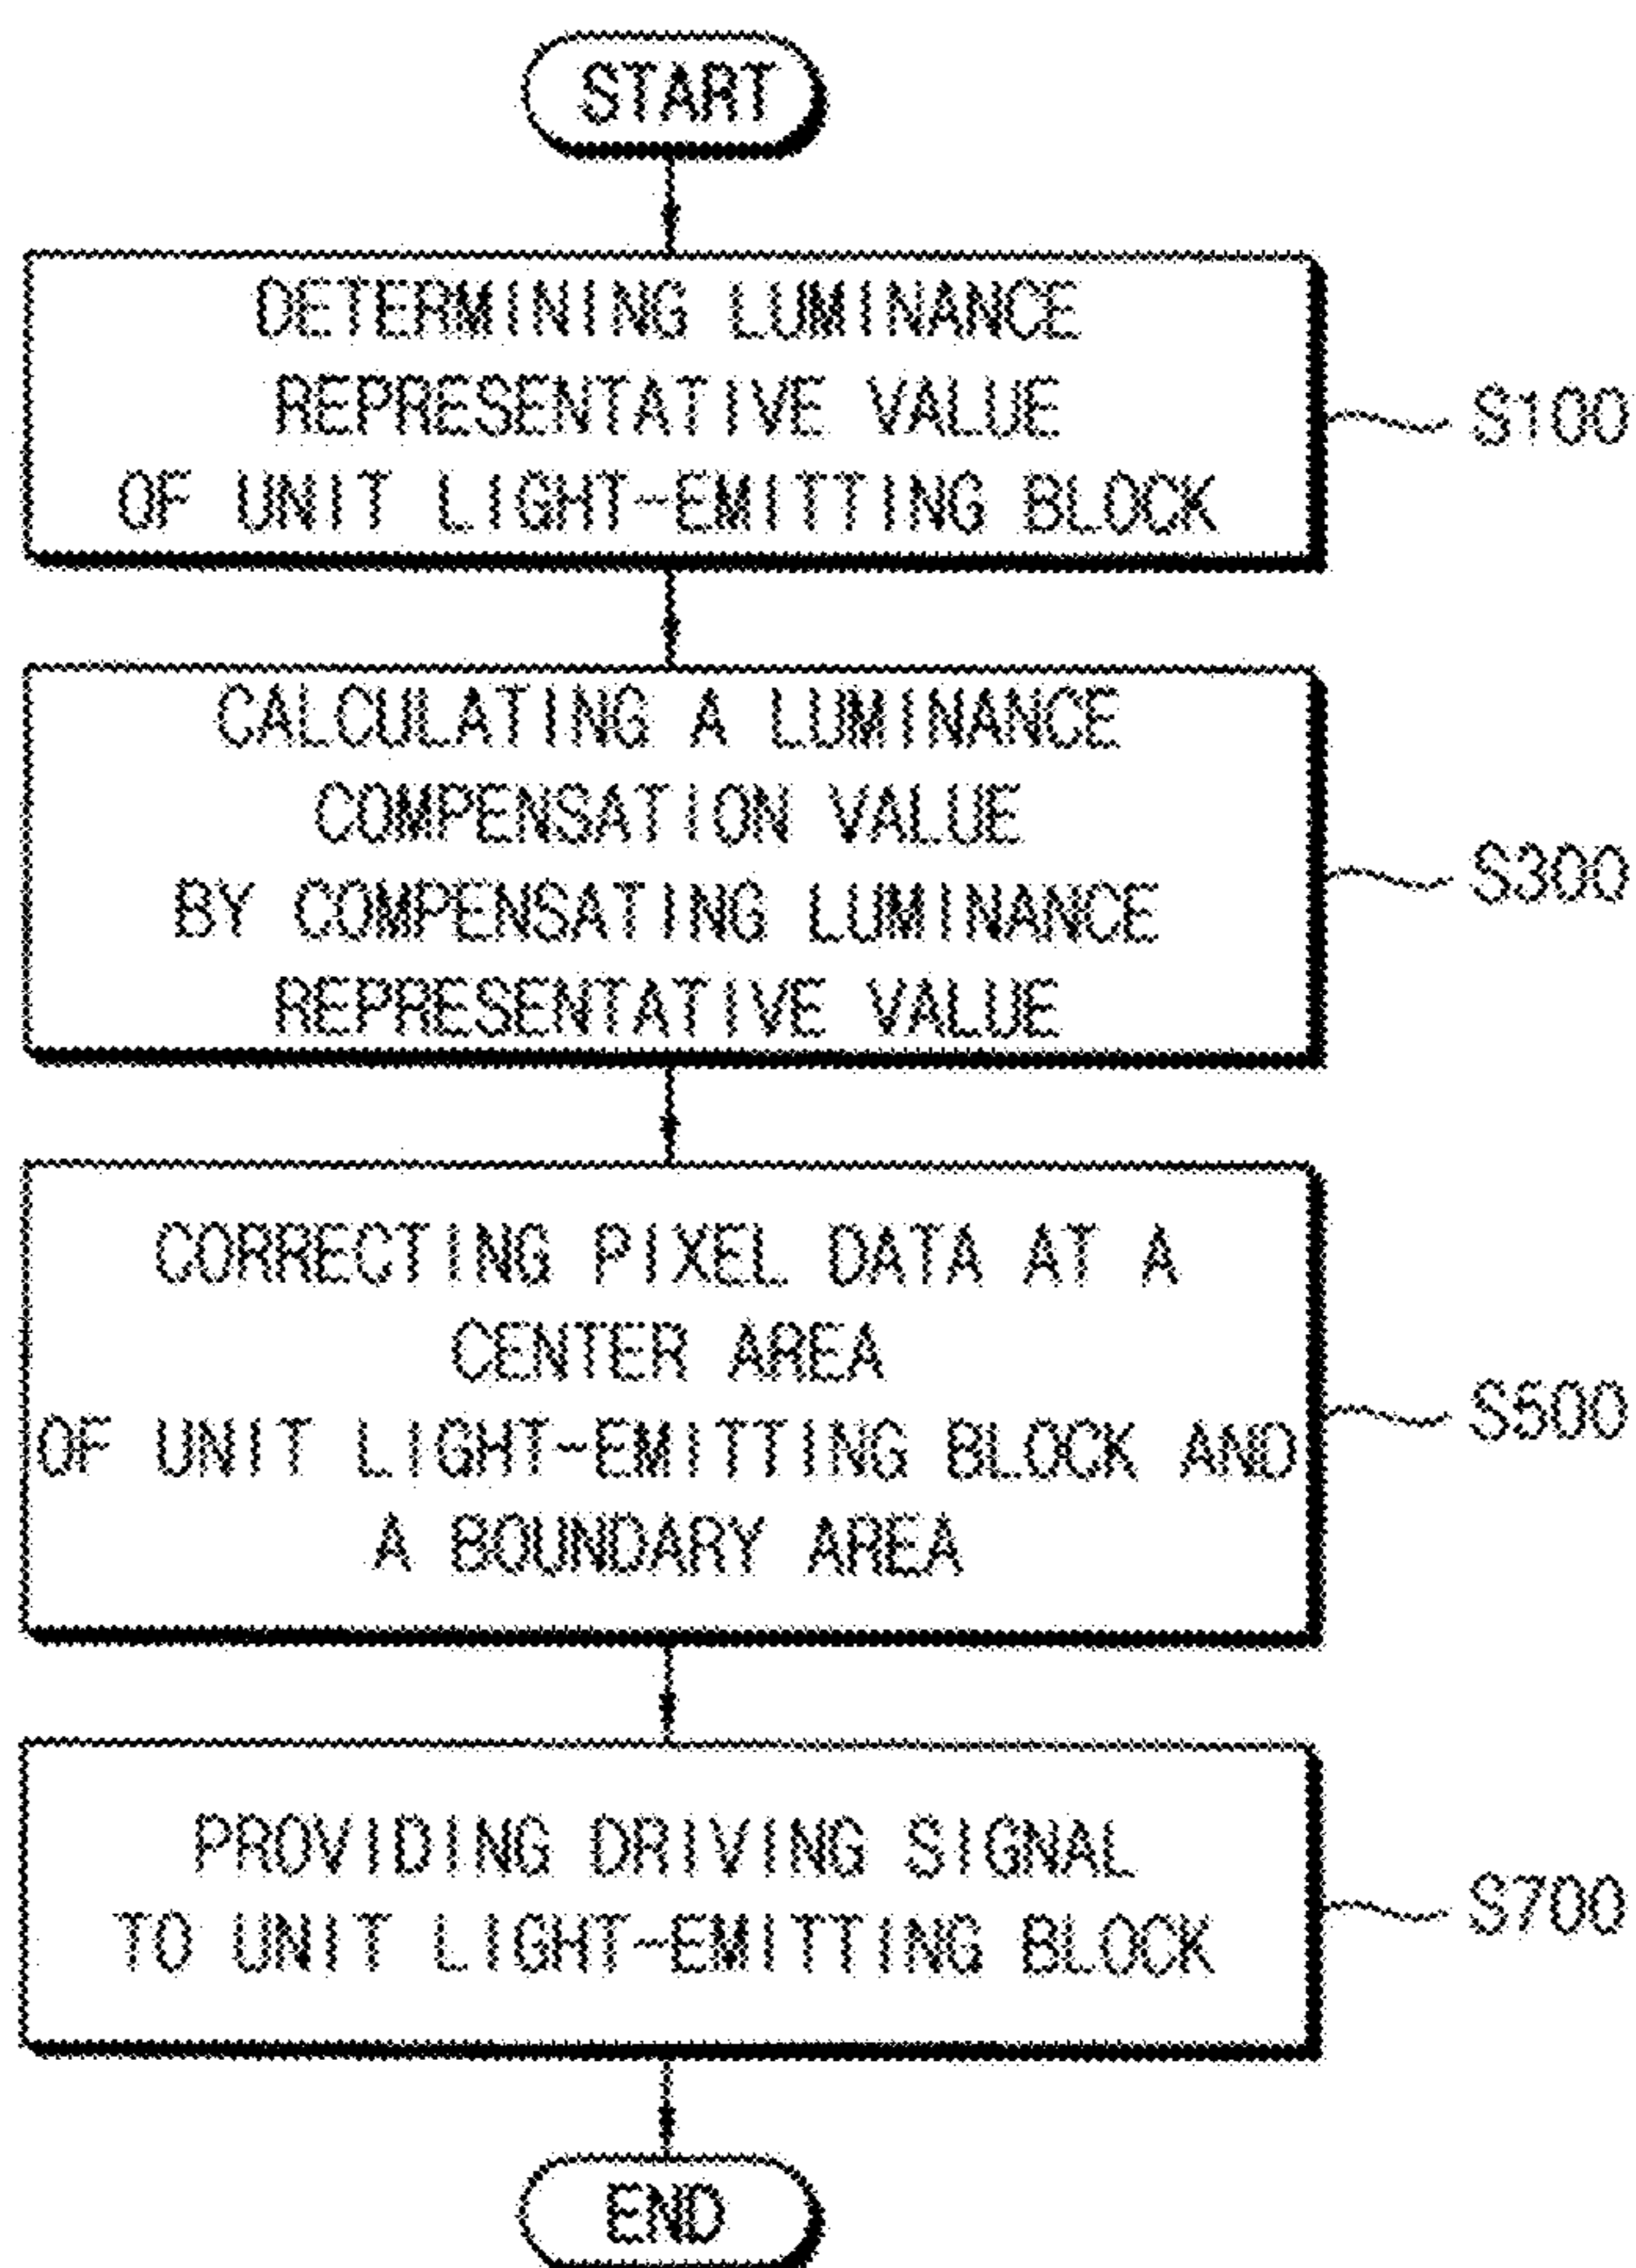 START
DETERMINING LUMINANCE
REPRESENTATIVE VALUE
OF UNIT LIGHT-EMITTING BLOCK
S100
CALCULATING A LUMINANCE
COMPENSATION VALUE
BY COMPENSATING LUMINANCE
REPRESENTATIVE VALUE
S300
CORRECTING PIXEL DATA AT A
CENTER AREA
OF UNIT LIGHT-EMITTING BLOCK AND
A BOUNDARY AREA
S500
PROVIDING DRIVING SIGNAL
TO UNIT LIGHT-EMITTING BLOCK
S700
END